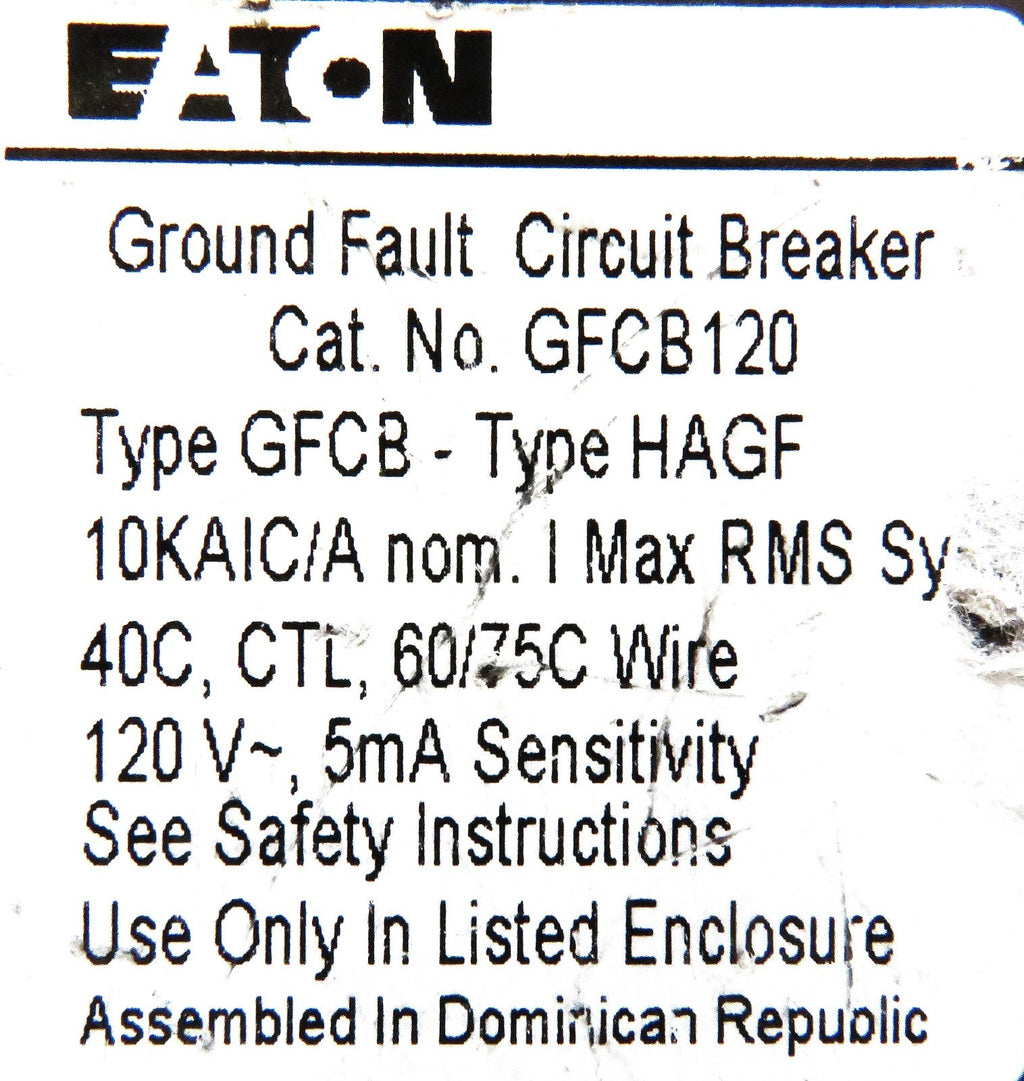 EATON
Ground Fault Circuit Breaker
Cat. No. GFCB120
Type GFCB - Type HAGF
10KAIC/A nom. I Max RMS Sy
40C, CTL, 60/75C Wire
120 V~, 5mA Sensitivity
See Safety Instructions
Use Only In Listed Enclosure
Assembled In Dominican Republic